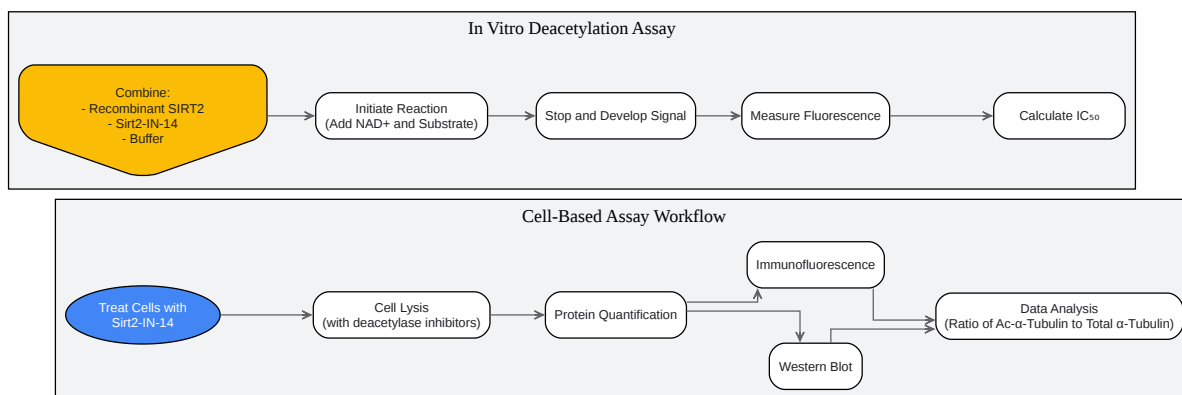 In Vitro Deacetylation Assay
Combine:
- Recombinant SIRT2
- Sirt2-IN-14
- Buffer
Initiate Reaction
(Add NAD+ and Substrate)
Stop and Develop Signal
Measure Fluorescence
Calculate IC₅₀
Cell-Based Assay Workflow
Treat Cells with
Sirt2-IN-14
Cell Lysis
(with deacetylase inhibitors)
Protein Quantification
Immunofluorescence
Western Blot
Data Analysis
(Ratio of Ac-α-Tubulin to Total α-Tubulin)